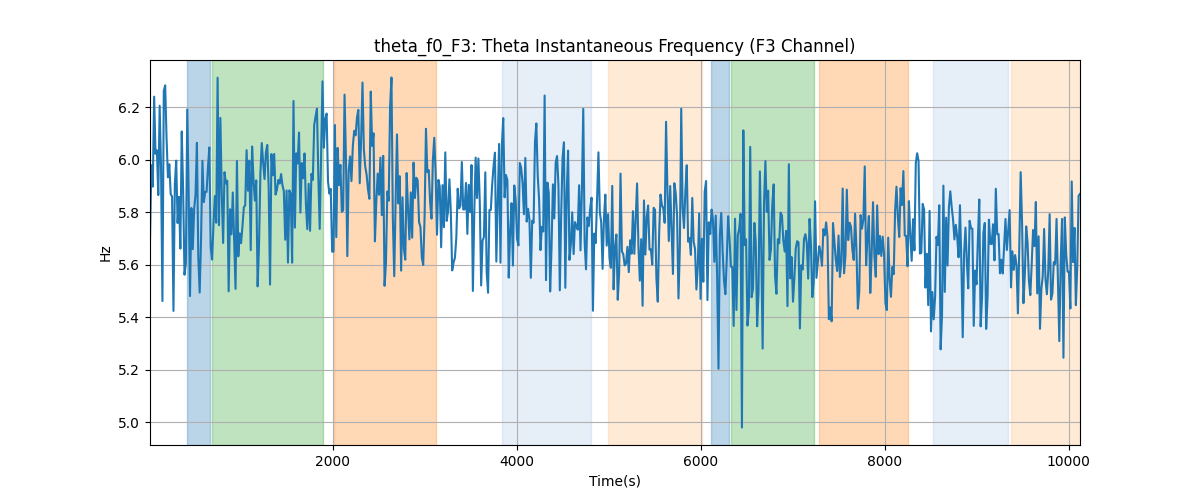 theta_f0_F3: Theta Instantaneous Frequency (F3 Channel)
6.2
6.0
5.8
5.6
5.4
5.2
5.0
Hz
2000 4000 6000 8000 10000
Time(s)